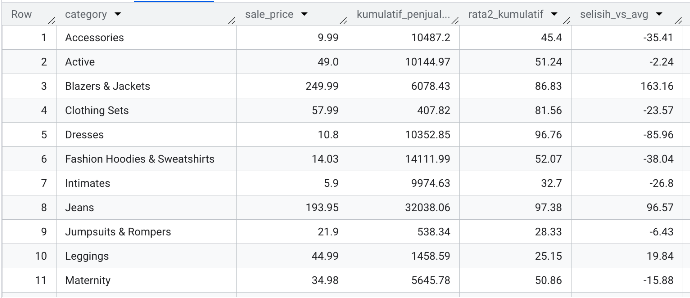 Row category sale_price kumulatif_penjual... rata2_kumulatif selisih_vs_avg
1 Accessories 9.99 10487.2 45.4 -35.41
2 Active 49.0 10144.97 51.24 -2.24
3 Blazers & Jackets 249.99 6078.43 86.83 163.16
4 Clothing Sets 57.99 407.82 81.56 -23.57
5 Dresses 10.8 10352.85 96.76 -85.96
6 Fashion Hoodies & Sweatshirts 14.03 14111.99 52.07 -38.04
7 Intimates 5.9 9974.63 32.7 -26.8
8 Jeans 193.95 32038.06 97.38 96.57
9 Jumpsuits & Rompers 21.9 538.34 28.33 -6.43
10 Leggings 44.99 1458.59 25.15 19.84
11 Maternity 34.98 5645.78 50.86 -15.88